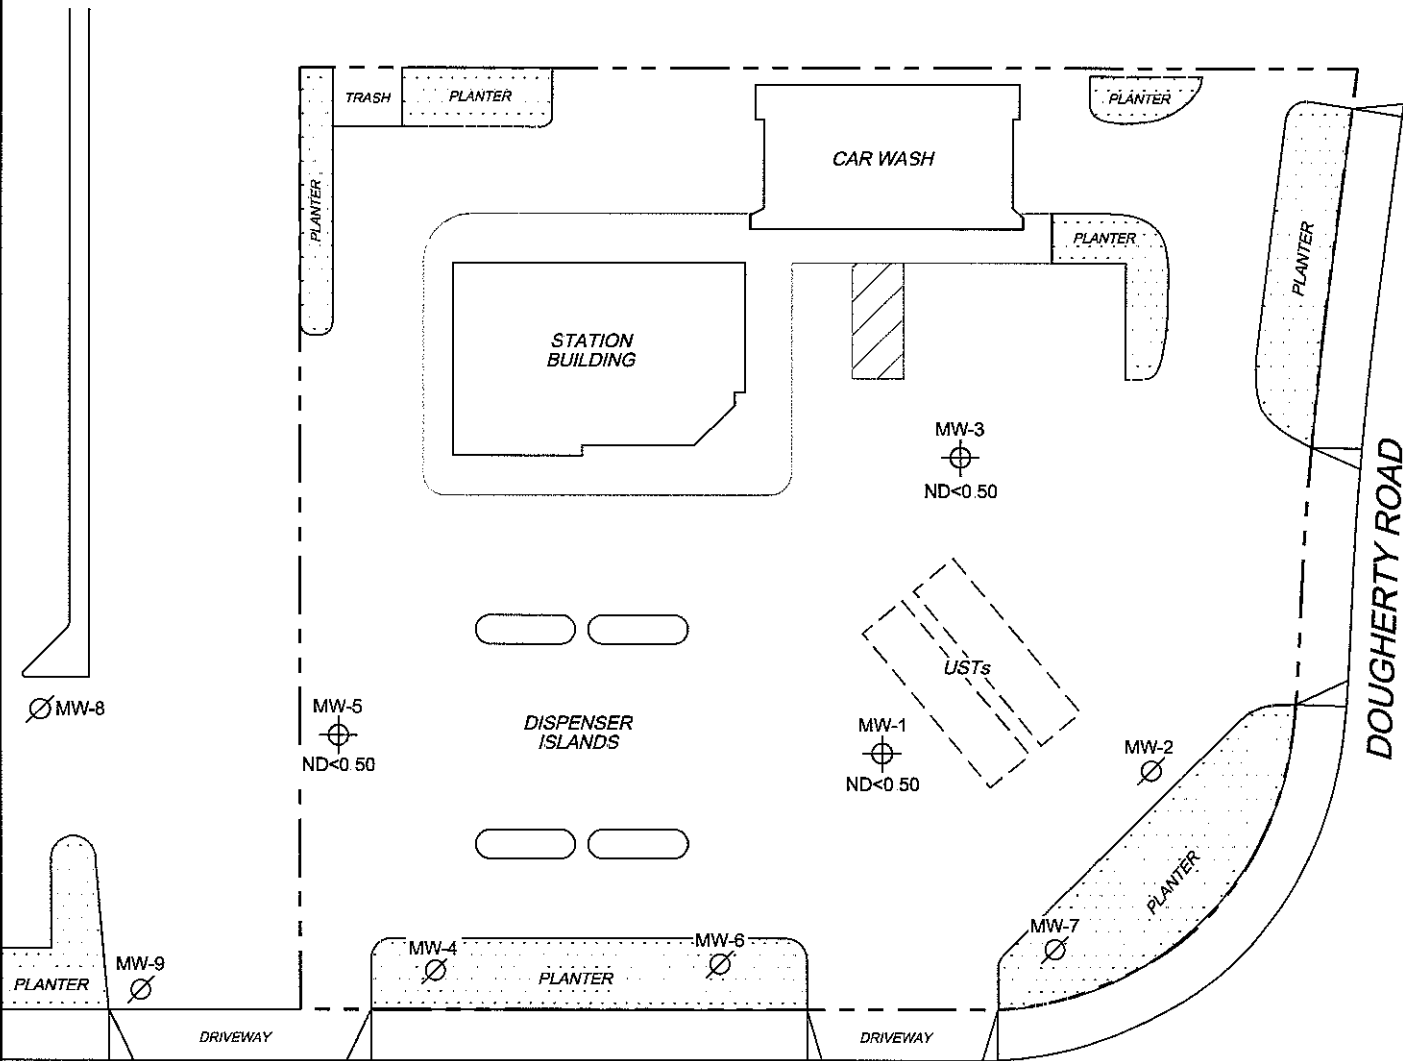 TRASH
PLANTER
PLANTER
CAR WASH
PLANTER
PLANTER
PLANTER
STATION
BUILDING
MW-3
ND<0.50
DOUGHERTY ROAD
USTs
MW-8
MW-5
ND<0.50
DISPENSER
ISLANDS
MW-1
ND<0.50
MW-2
PLANTER
MW-7
MW-4
MW-6
PLANTER
PLANTER
MW-9
DRIVEWAY
DRIVEWAY